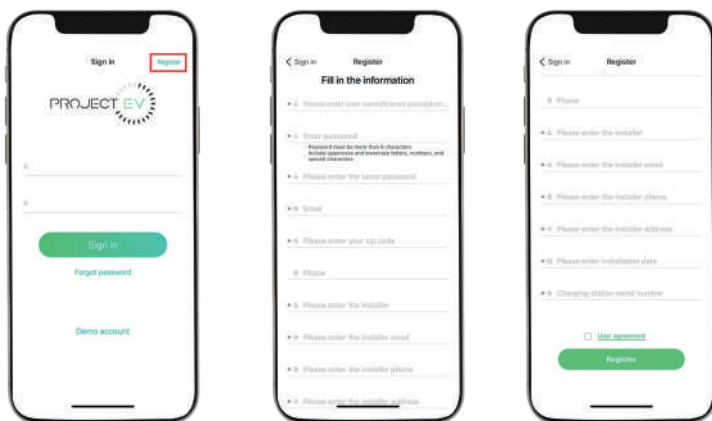 Sign in
Register
PROJECT EV
Sign in
Forgot password
Demo account
Sign in
Register
Fill in the information
Please enter user name
Enter password
Password must be more than 6 characters
Include uppercase and lowercase letters, numbers, and
special characters
Please enter the same password
Email
Please enter your zip code
Phone
Please enter the installer
Please enter the installer email
Please enter the installer phone
Please enter the installer address
Sign in
Register
Phone
Please enter the installer
Please enter the installer email
Please enter the installer phone
Please enter the installer address
Please enter installation date
Charging station serial number
User agreement
Register